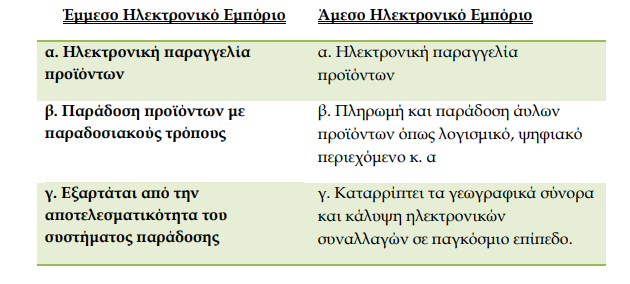 Έμμεσο Ηλεκτρονικό Εμπόριο
Άμεσο Ηλεκτρονικό Εμπόριο
α. Ηλεκτρονική παραγγελία
προϊόντων
α. Ηλεκτρονική παραγγελία
προϊόντων
β. Παράδοση προϊόντων με
παραδοσιακούς τρόπους
β. Πληρωμή και παράδοση άυλων
προϊόντων όπως λογισμικό, ψηφιακό
περιεχόμενο κ. α
γ. Εξαρτάται από την
αποτελεσματικότητα του
συστήματος παράδοσης
γ. Καταρρίπτει τα γεωγραφικά σύνορα
και κάλυψη ηλεκτρονικών
συναλλαγών σε παγκόσμιο επίπεδο.